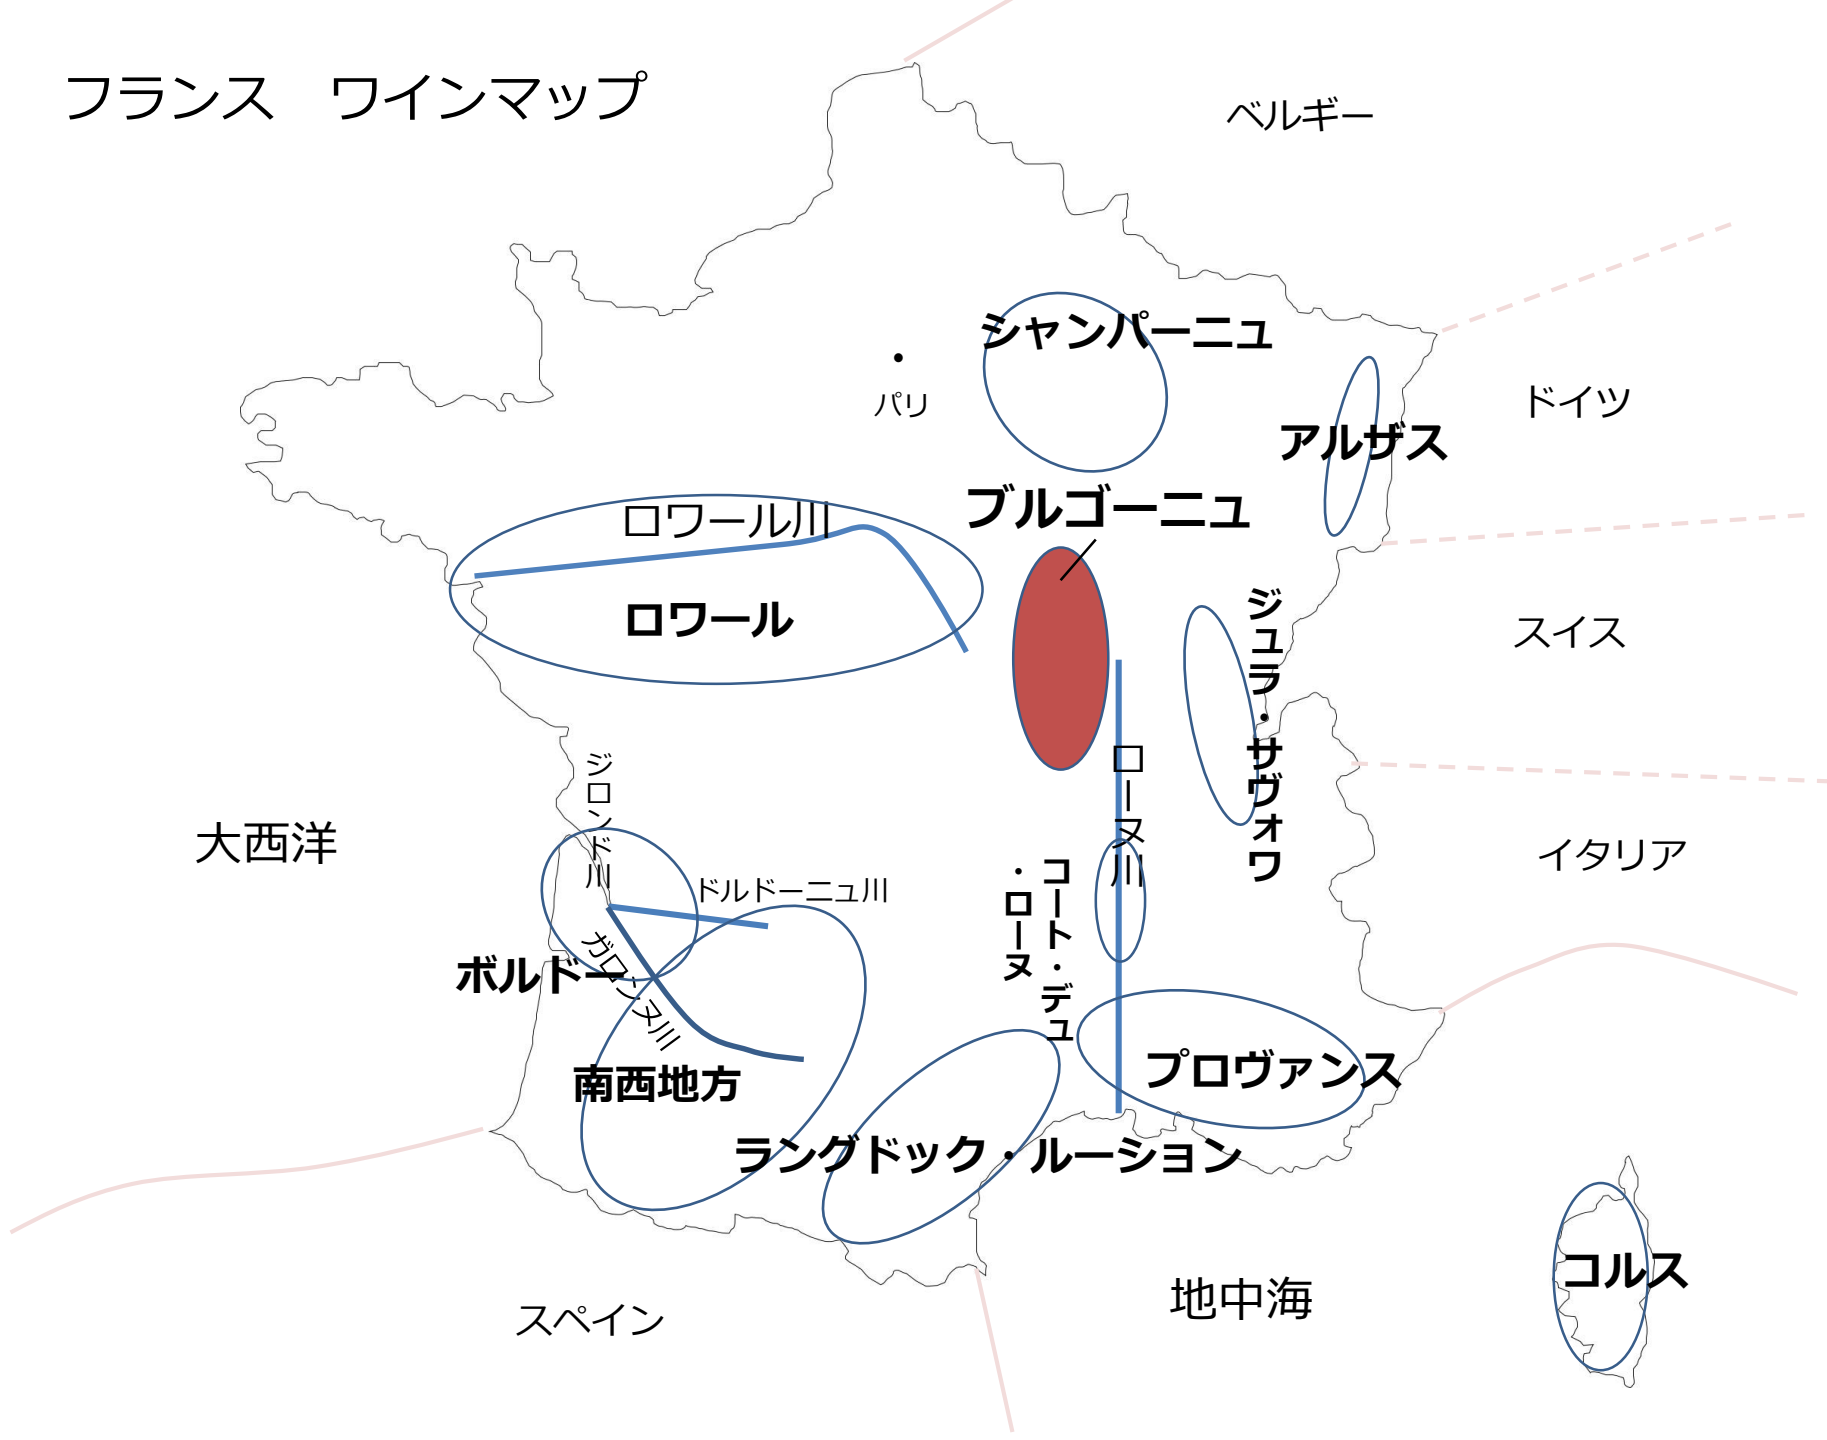 フランス　ワインマップ
ベルギー
シャンパーニュ
パリ
ドイツ
アルザス
ブルゴーニュ
ロワール川
ロワール
ジュラ・サヴォワ
スイス
ジロンド川
ローヌ川
大西洋
イタリア
ドルドーニュ川
コート・デュ
・ローヌ
ボルドー
ガロンヌ川
南西地方
プロヴァンス
ラングドック・ルーション
コルス
地中海
スペイン